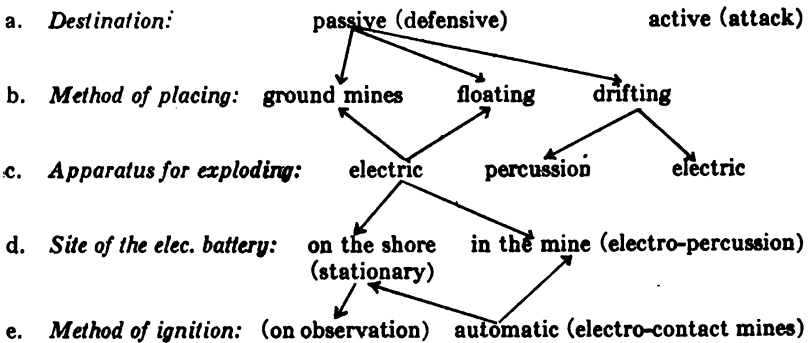 a. Destination: passive (defensive) active (attack)
b. Method of placing: ground mines floating drifting
c. Apparatus for exploding: electric percussion electric
d. Site of the elec. battery: on the shore in the mine (electro-percussion)
(stationary)
e. Method of ignition: (on observation) automatic (electro-contact mines)